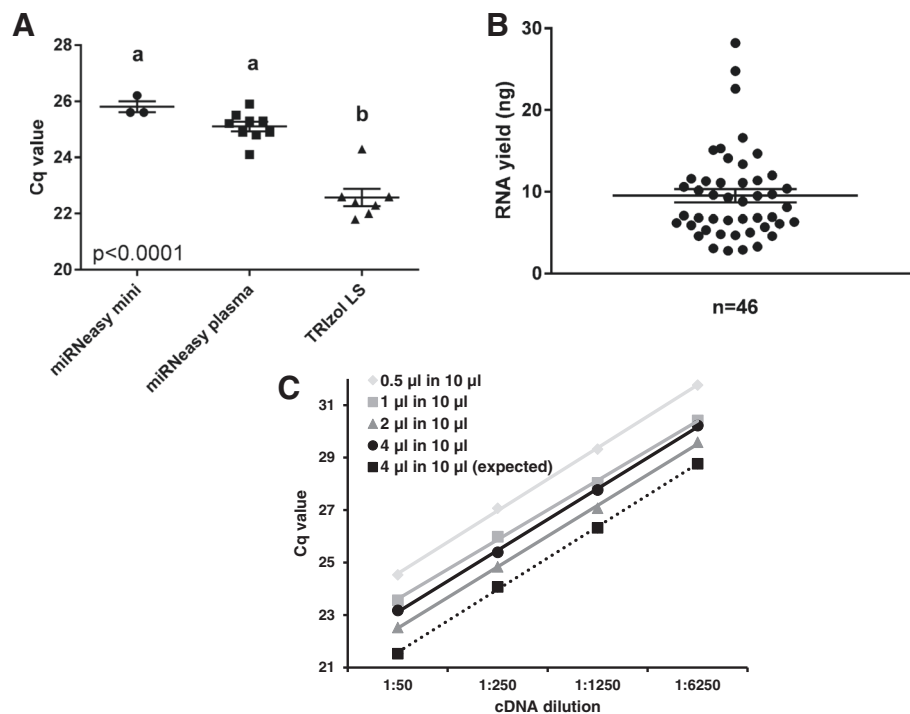 A
Cq value
28
26
24
22
20
a
a
b
p<0.0001
miRNeasy mini
miRNeasy plasma
TRIzol LS
B
RNA yield (ng)
30
20
10
0
n=46
C
0.5 µl in 10 µl
1 µl in 10 µl
2 µl in 10 µl
4 µl in 10 µl
4 µl in 10 µl (expected)
Cq value
31
29
27
25
23
21
1:50
1:250
1:1250
1:6250
cDNA dilution